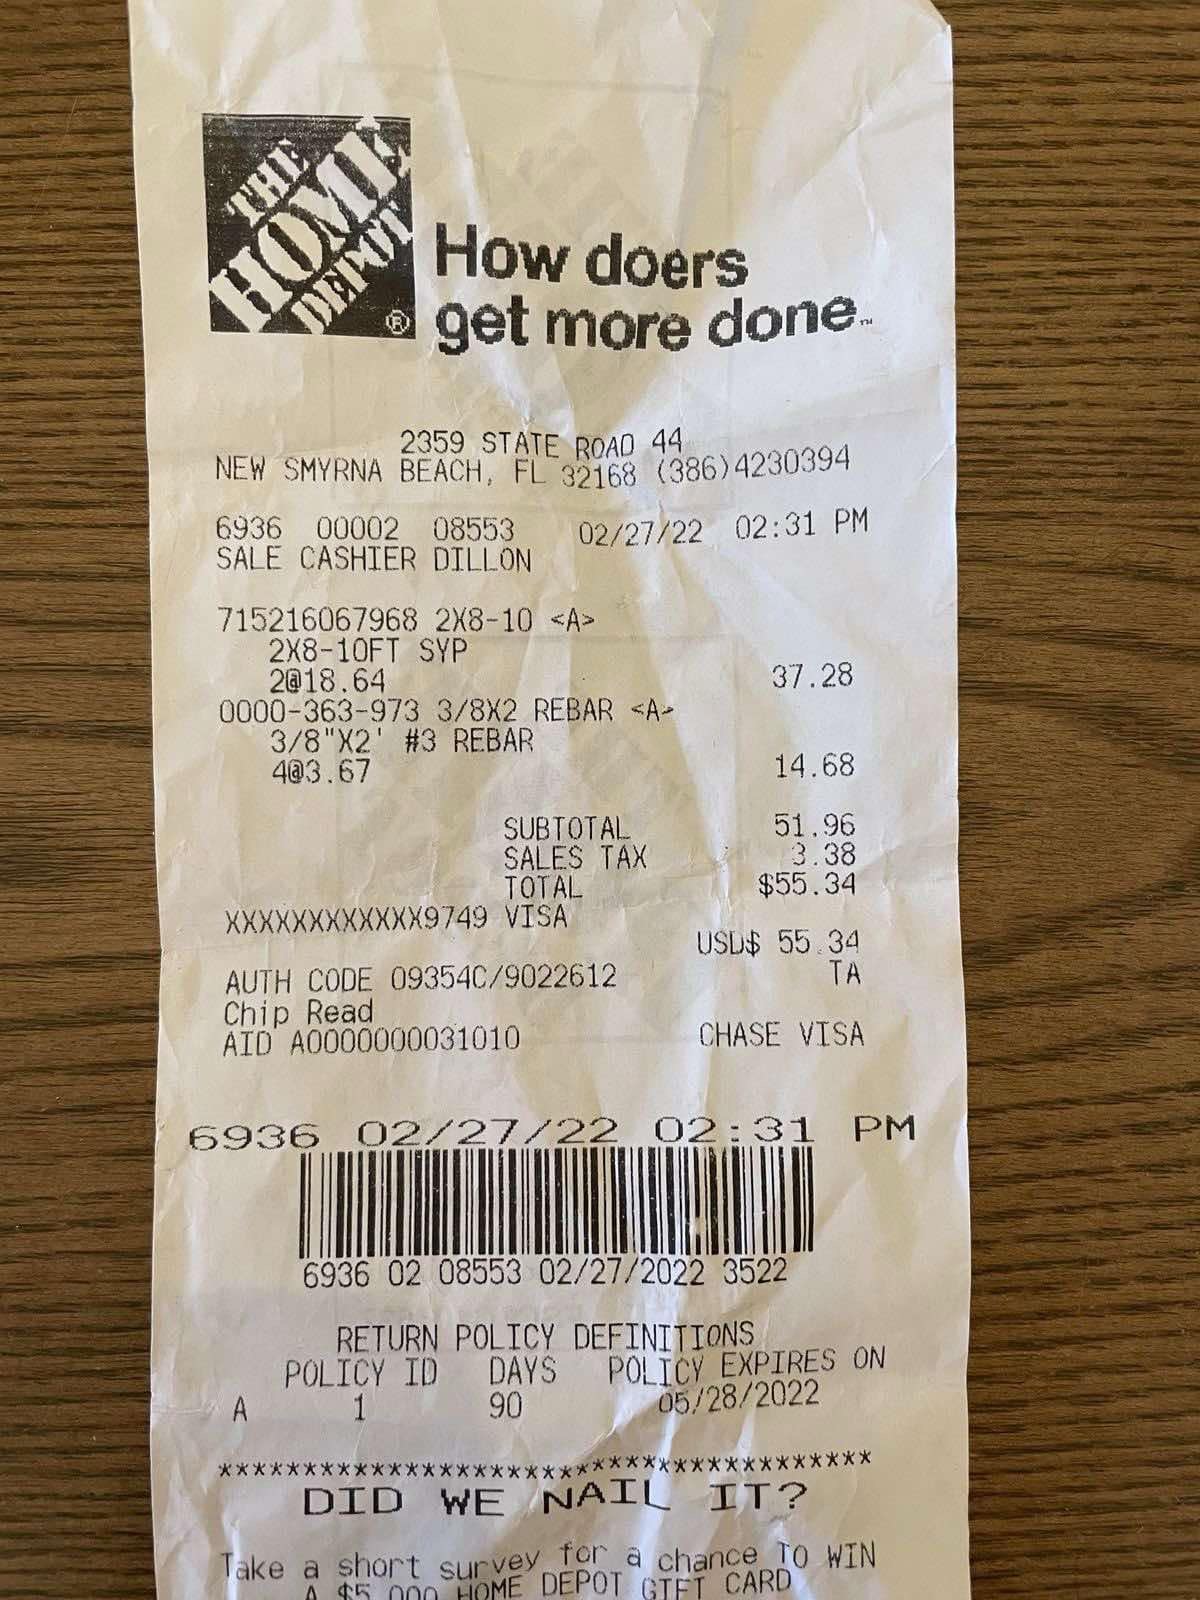 THE
HOME
DEPOT
®
How doers
get more done™
2359 STATE ROAD 44
NEW SMYRNA BEACH, FL 32168 (386)4230394
6936 00002 08553 02/27/22 02:31 PM
SALE CASHIER DILLON
715216067968 2X8-10 <A>
2X8-10FT SYP
2@18.64 37.28
0000-363-973 3/8X2 REBAR <A>
3/8"X2' #3 REBAR
4@3.67 14.68
SUBTOTAL 51.96
SALES TAX 3.38
TOTAL $55.34
XXXXXXXXXXXX9749 VISA
USD$ 55.34
AUTH CODE 09354C/9022612 TA
Chip Read
AID A0000000031010 CHASE VISA
6936 02/27/22 02:31 PM
6936 02 08553 02/27/2022 3522
RETURN POLICY DEFINITIONS
POLICY ID DAYS POLICY EXPIRES ON
A 1 90 05/28/2022
***************************************
DID WE NAIL IT?
Take a short survey for a chance TO WIN
A $5,000 HOME DEPOT GIFT CARD